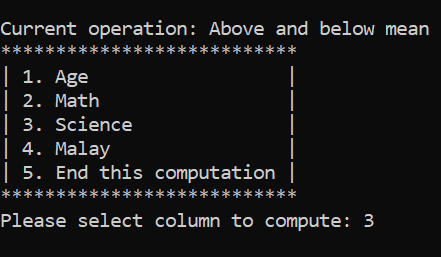 Current operation: Above and below mean
***************************
| 1. Age                  |
| 2. Math                 |
| 3. Science              |
| 4. Malay                |
| 5. End this computation |
***************************
Please select column to compute: 3